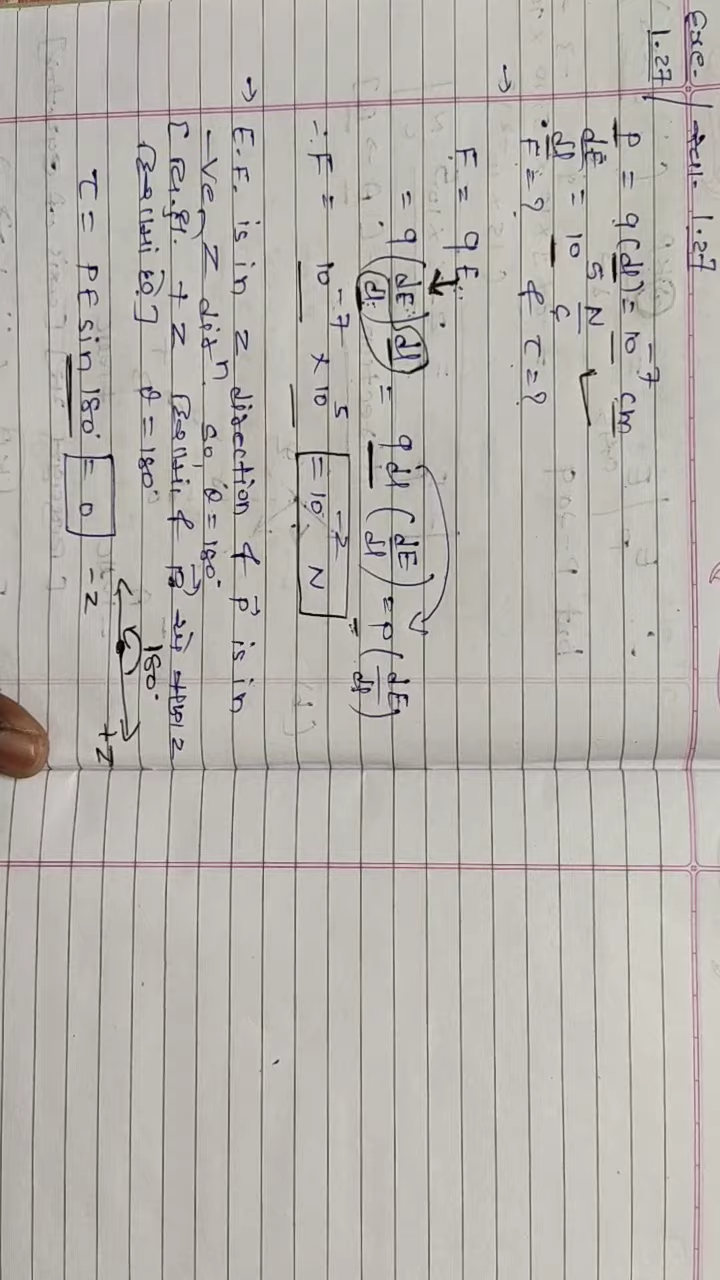 Exe. / સ્વા. 1.27
1.27
p = q(dl) = 10⁻⁷ cm
dE/dl = 10⁵ N/C
F = ? & τ = ?
→ F = qE
= q (dE/dl) dl = q dl (dE/dl) = p (dE/dl)
∴ F = 10⁻⁷ × 10⁵ = 10⁻² N
→ E.F. is in z direction & p⃗ is in
-ve z dirⁿ. so, θ = 180°
+z
θ = 180°
180°
-z +z
τ = PE sin 180° = 0